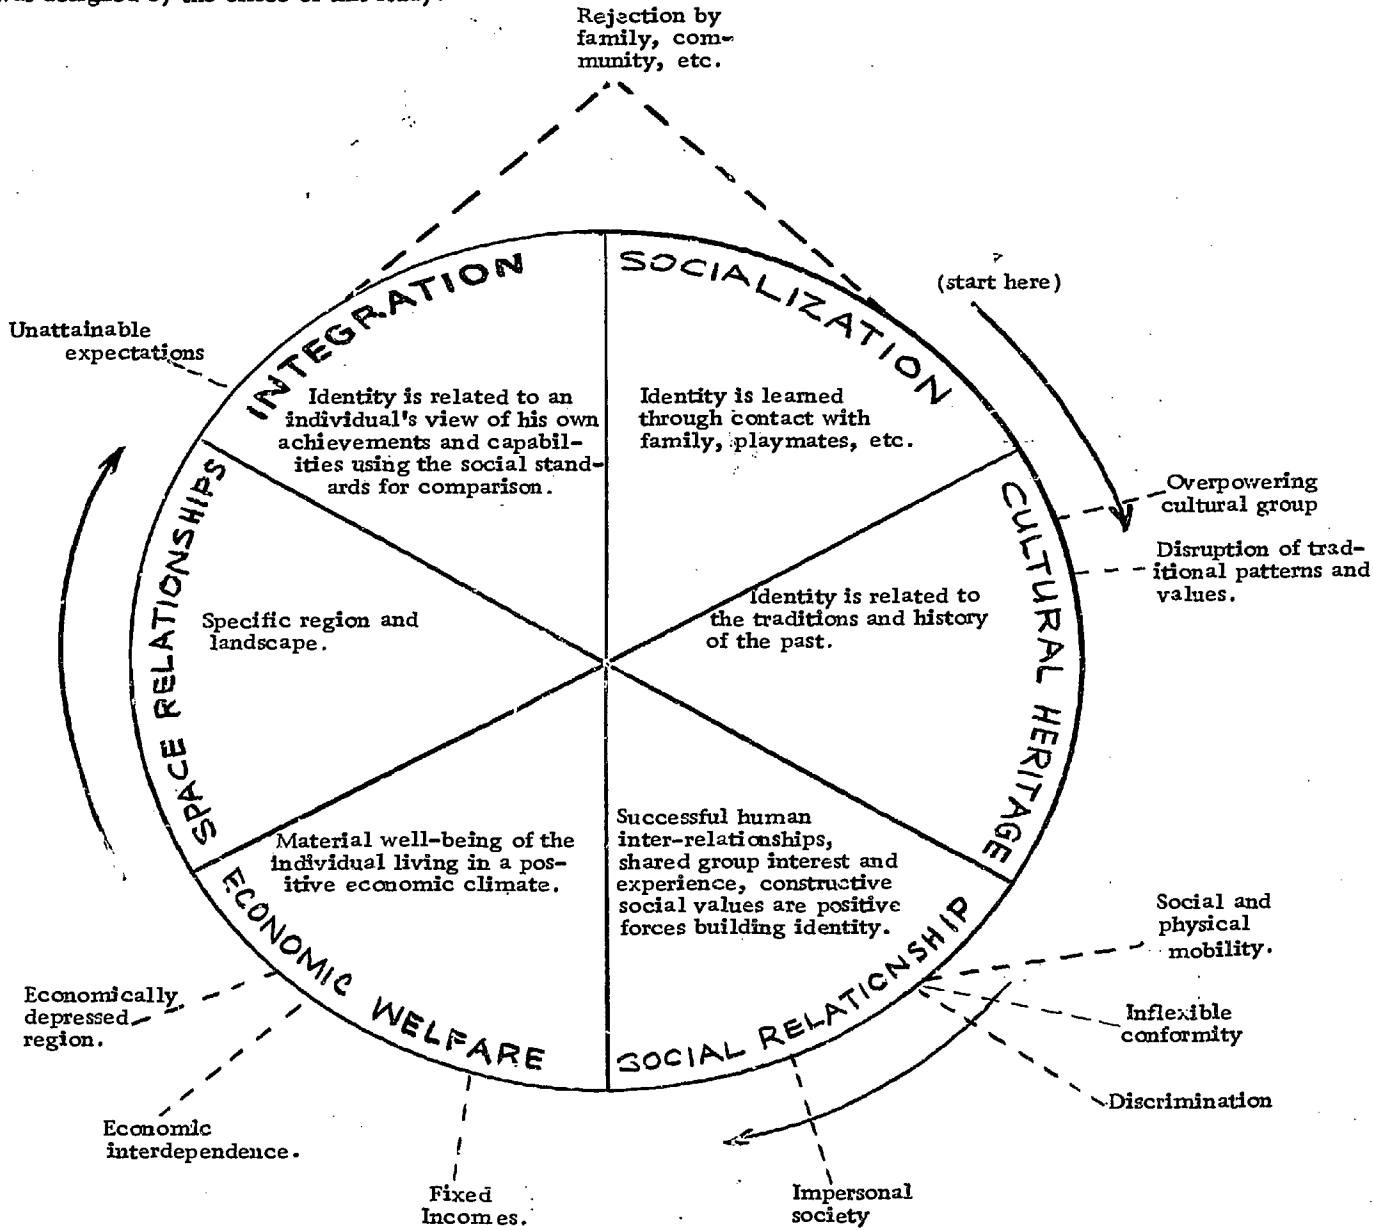 Rejection by
family, com-
munity, etc.
(start here)
SOCIALIZATION
Identity is learned
through contact with
family, playmates, etc.
CULTURAL HERITAGE
Identity is related to
the traditions and history
of the past.
Overpowering
cultural group
Disruption of trad-
itional patterns and
values.
SOCIAL RELATIONSHIP
Successful human
inter-relationships,
shared group interest and
experience, constructive
social values are positive
forces building identity.
Social and
physical
mobility.
Inflexible
conformity
Discrimination
Impersonal
society
ECONOMIC WELFARE
Material well-being of the
individual living in a pos-
itive economic climate.
Fixed
Incomes.
Economic
interdependence.
Economically
depressed
region.
SPACE RELATIONSHIPS
Specific region and
landscape.
INTEGRATION
Identity is related to an
individual's view of his own
achievements and capabil-
ities using the social stand-
ards for comparison.
Unattainable
expectations